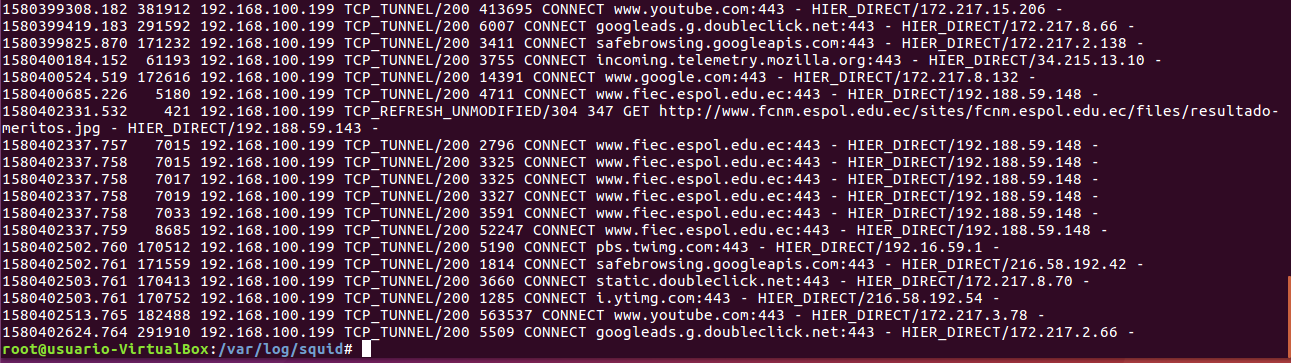 1580399308.182 381912 192.168.100.199 TCP_TUNNEL/200 413695 CONNECT www.youtube.com:443 - HIER_DIRECT/172.217.15.206 -
1580399419.183 291592 192.168.100.199 TCP_TUNNEL/200 6007 CONNECT googleads.g.doubleclick.net:443 - HIER_DIRECT/172.217.8.66 -
1580399825.870 171232 192.168.100.199 TCP_TUNNEL/200 3411 CONNECT safebrowsing.googleapis.com:443 - HIER_DIRECT/172.217.2.138 -
1580400184.152  61193 192.168.100.199 TCP_TUNNEL/200 3755 CONNECT incoming.telemetry.mozilla.org:443 - HIER_DIRECT/34.215.13.10 -
1580400524.519 172616 192.168.100.199 TCP_TUNNEL/200 14391 CONNECT www.google.com:443 - HIER_DIRECT/172.217.8.132 -
1580400685.226   5180 192.168.100.199 TCP_TUNNEL/200 4711 CONNECT www.fiec.espol.edu.ec:443 - HIER_DIRECT/192.188.59.148 -
1580402331.532    421 192.168.100.199 TCP_REFRESH_UNMODIFIED/304 347 GET http://www.fcnm.espol.edu.ec/sites/fcnm.espol.edu.ec/files/resultado-
meritos.jpg - HIER_DIRECT/192.188.59.143 -
1580402337.757   7015 192.168.100.199 TCP_TUNNEL/200 2796 CONNECT www.fiec.espol.edu.ec:443 - HIER_DIRECT/192.188.59.148 -
1580402337.758   7015 192.168.100.199 TCP_TUNNEL/200 3325 CONNECT www.fiec.espol.edu.ec:443 - HIER_DIRECT/192.188.59.148 -
1580402337.758   7017 192.168.100.199 TCP_TUNNEL/200 3325 CONNECT www.fiec.espol.edu.ec:443 - HIER_DIRECT/192.188.59.148 -
1580402337.758   7019 192.168.100.199 TCP_TUNNEL/200 3327 CONNECT www.fiec.espol.edu.ec:443 - HIER_DIRECT/192.188.59.148 -
1580402337.758   7033 192.168.100.199 TCP_TUNNEL/200 3591 CONNECT www.fiec.espol.edu.ec:443 - HIER_DIRECT/192.188.59.148 -
1580402337.759   8685 192.168.100.199 TCP_TUNNEL/200 52247 CONNECT www.fiec.espol.edu.ec:443 - HIER_DIRECT/192.188.59.148 -
1580402502.760 170512 192.168.100.199 TCP_TUNNEL/200 5190 CONNECT pbs.twimg.com:443 - HIER_DIRECT/192.16.59.1 -
1580402502.761 171559 192.168.100.199 TCP_TUNNEL/200 1814 CONNECT safebrowsing.googleapis.com:443 - HIER_DIRECT/216.58.192.42 -
1580402503.761 170413 192.168.100.199 TCP_TUNNEL/200 3660 CONNECT static.doubleclick.net:443 - HIER_DIRECT/172.217.8.70 -
1580402503.761 170752 192.168.100.199 TCP_TUNNEL/200 1285 CONNECT i.ytimg.com:443 - HIER_DIRECT/216.58.192.54 -
1580402513.765 182488 192.168.100.199 TCP_TUNNEL/200 563537 CONNECT www.youtube.com:443 - HIER_DIRECT/172.217.3.78 -
1580402624.764 291910 192.168.100.199 TCP_TUNNEL/200 5509 CONNECT googleads.g.doubleclick.net:443 - HIER_DIRECT/172.217.2.66 -
root@usuario-VirtualBox:/var/log/squid#